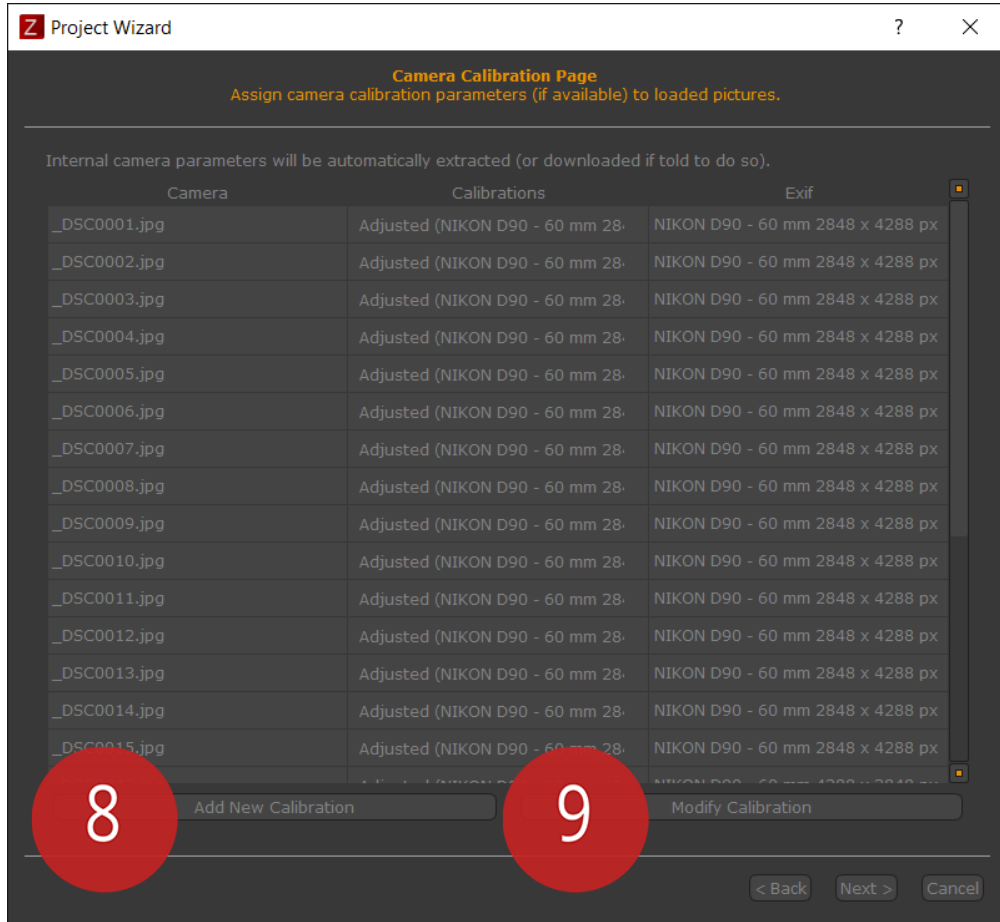 Z Project Wizard ?
Camera Calibration Page
Assign camera calibration parameters (if available) to loaded pictures.
Internal camera parameters will be automatically extracted (or downloaded if told to do so).
Camera Calibrations Exif
_DSC0001.jpg Adjusted (NIKON D90 - 60 mm 28 NIKON D90 - 60 mm 2848 x 4288 px
_DSC0002.jpg Adjusted (NIKON D90 - 60 mm 28 NIKON D90 - 60 mm 2848 x 4288 px
_DSC0003.jpg Adjusted (NIKON D90 - 60 mm 28 NIKON D90 - 60 mm 2848 x 4288 px
_DSC0004.jpg Adjusted (NIKON D90 - 60 mm 28 NIKON D90 - 60 mm 2848 x 4288 px
_DSC0005.jpg Adjusted (NIKON D90 - 60 mm 28 NIKON D90 - 60 mm 2848 x 4288 px
_DSC0006.jpg Adjusted (NIKON D90 - 60 mm 28 NIKON D90 - 60 mm 2848 x 4288 px
_DSC0007.jpg Adjusted (NIKON D90 - 60 mm 28 NIKON D90 - 60 mm 2848 x 4288 px
_DSC0008.jpg Adjusted (NIKON D90 - 60 mm 28 NIKON D90 - 60 mm 2848 x 4288 px
_DSC0009.jpg Adjusted (NIKON D90 - 60 mm 28 NIKON D90 - 60 mm 2848 x 4288 px
_DSC0010.jpg Adjusted (NIKON D90 - 60 mm 28 NIKON D90 - 60 mm 2848 x 4288 px
_DSC0011.jpg Adjusted (NIKON D90 - 60 mm 28 NIKON D90 - 60 mm 2848 x 4288 px
_DSC0012.jpg Adjusted (NIKON D90 - 60 mm 28 NIKON D90 - 60 mm 2848 x 4288 px
_DSC0013.jpg Adjusted (NIKON D90 - 60 mm 28 NIKON D90 - 60 mm 2848 x 4288 px
_DSC0014.jpg Adjusted (NIKON D90 - 60 mm 28 NIKON D90 - 60 mm 2848 x 4288 px
_DSC0015.jpg Adjusted (NIKON D90 - 60 mm 28 NIKON D90 - 60 mm 2848 x 4288 px
8 Add New Calibration 9 Modify Calibration
< Back Next > Cancel